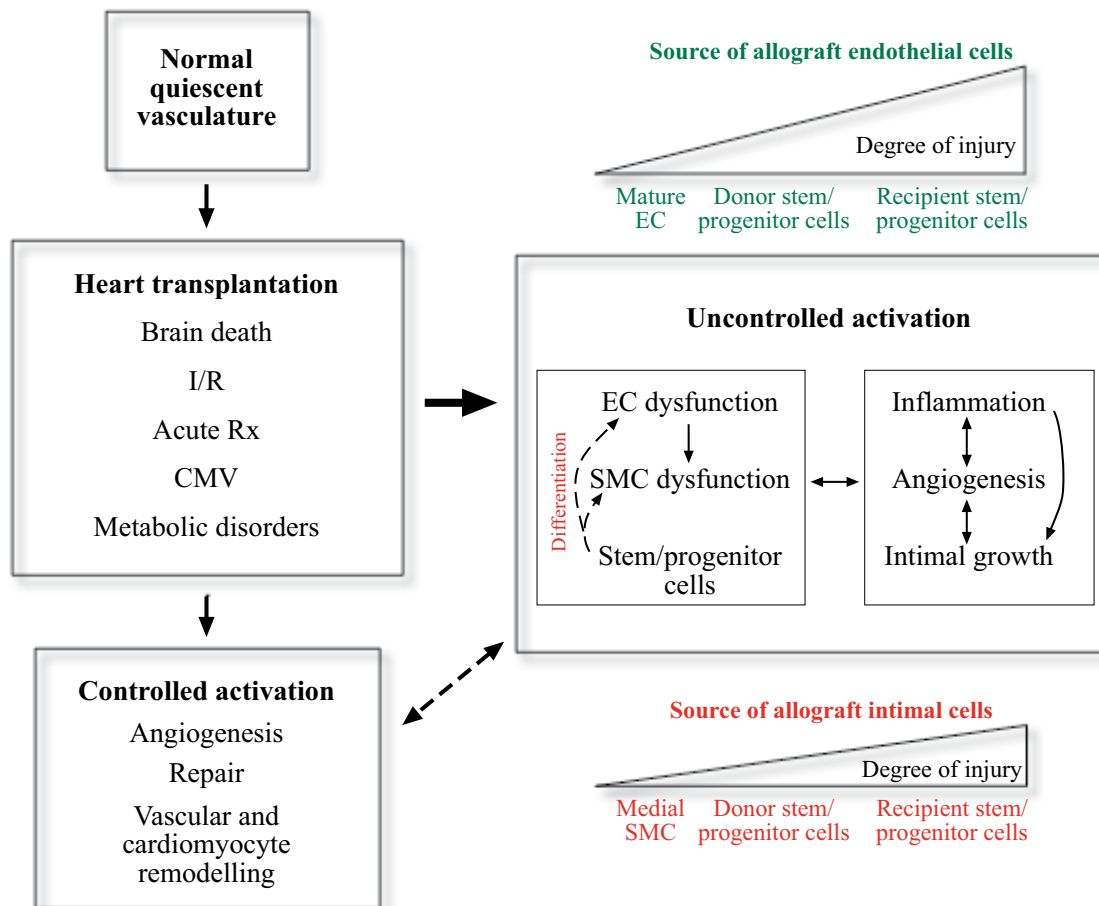 Normal
quiescent
vasculature
Heart transplantation
Brain death
I/R
Acute Rx
CMV
Metabolic disorders
Controlled activation
Angiogenesis
Repair
Vascular and
cardiomyocyte
remodelling
Source of allograft endothelial cells
Degree of injury
Mature
EC
Donor stem/
progenitor cells
Recipient stem/
progenitor cells
Uncontrolled activation
EC dysfunction
SMC dysfunction
Stem/progenitor
cells
Differentiation
Inflammation
Angiogenesis
Intimal growth
Source of allograft intimal cells
Degree of injury
Medial
SMC
Donor stem/
progenitor cells
Recipient stem/
progenitor cells